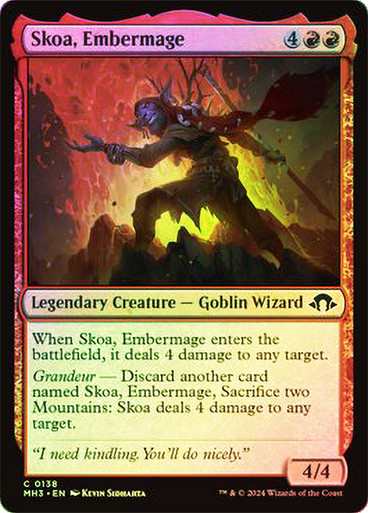 Skoa, Embermage 4
Legendary Creature — Goblin Wizard
When Skoa, Embermage enters the
battlefield, it deals 4 damage to any target.
Grandeur — Discard another card
named Skoa, Embermage, Sacrifice two
Mountains: Skoa deals 4 damage to any
target.
"I need kindling. You'll do nicely."
4/4
C 0138
MH3 • EN Kevin Sidharta
™ & © 2024 Wizards of the Coast